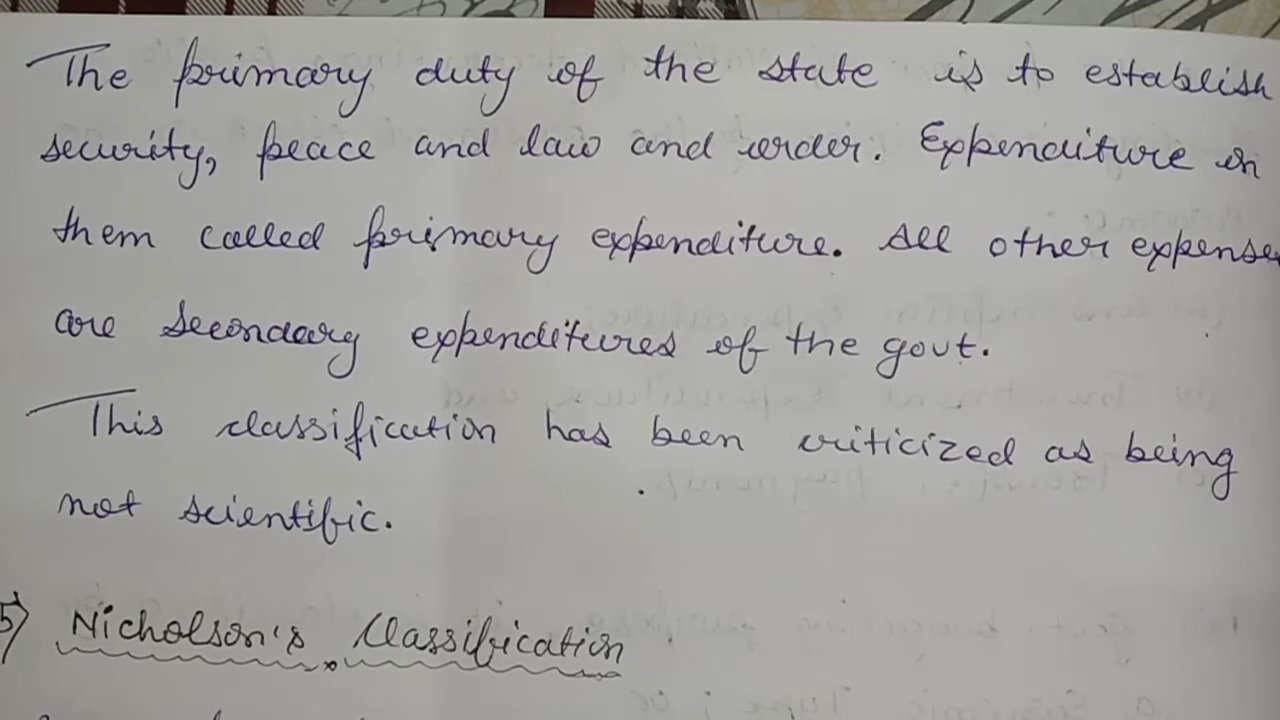 The primary duty of the state is to establish
security, peace and law and order. Expenditure on
them called primary expenditure. All other expense
are secondary expenditures of the govt.
This classification has been criticized as being
not scientific.
5) Nicholson's Classification